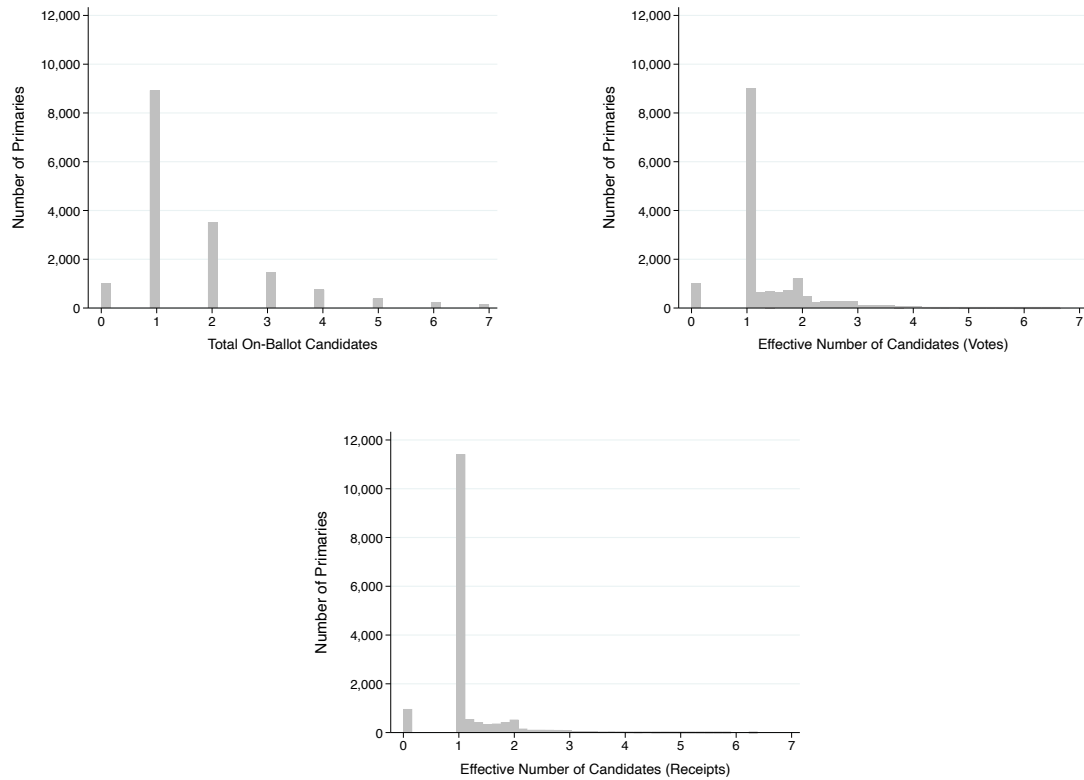 12,000
10,000
8,000
6,000
4,000
2,000
0
Number of Primaries
0 1 2 3 4 5 6 7
Total On-Ballot Candidates
12,000
10,000
8,000
6,000
4,000
2,000
0
Number of Primaries
0 1 2 3 4 5 6 7
Effective Number of Candidates (Votes)
12,000
10,000
8,000
6,000
4,000
2,000
0
Number of Primaries
0 1 2 3 4 5 6 7
Effective Number of Candidates (Receipts)